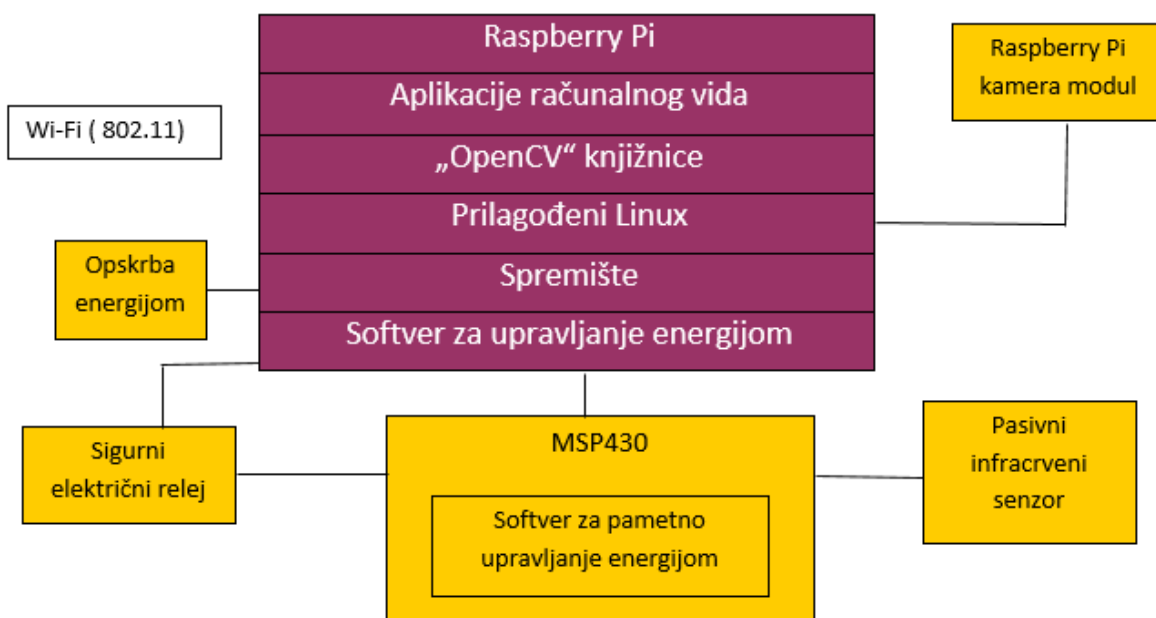 Raspberry Pi
Aplikacije računalnog vida
„OpenCV“ knjižnice
Prilagođeni Linux
Spremište
Softver za upravljanje energijom
Raspberry Pi
kamera modul
Wi-Fi ( 802.11)
Opskrba
energijom
Sigurni
električni relej
MSP430
Softver za pametno
upravljanje energijom
Pasivni
infracrveni
senzor